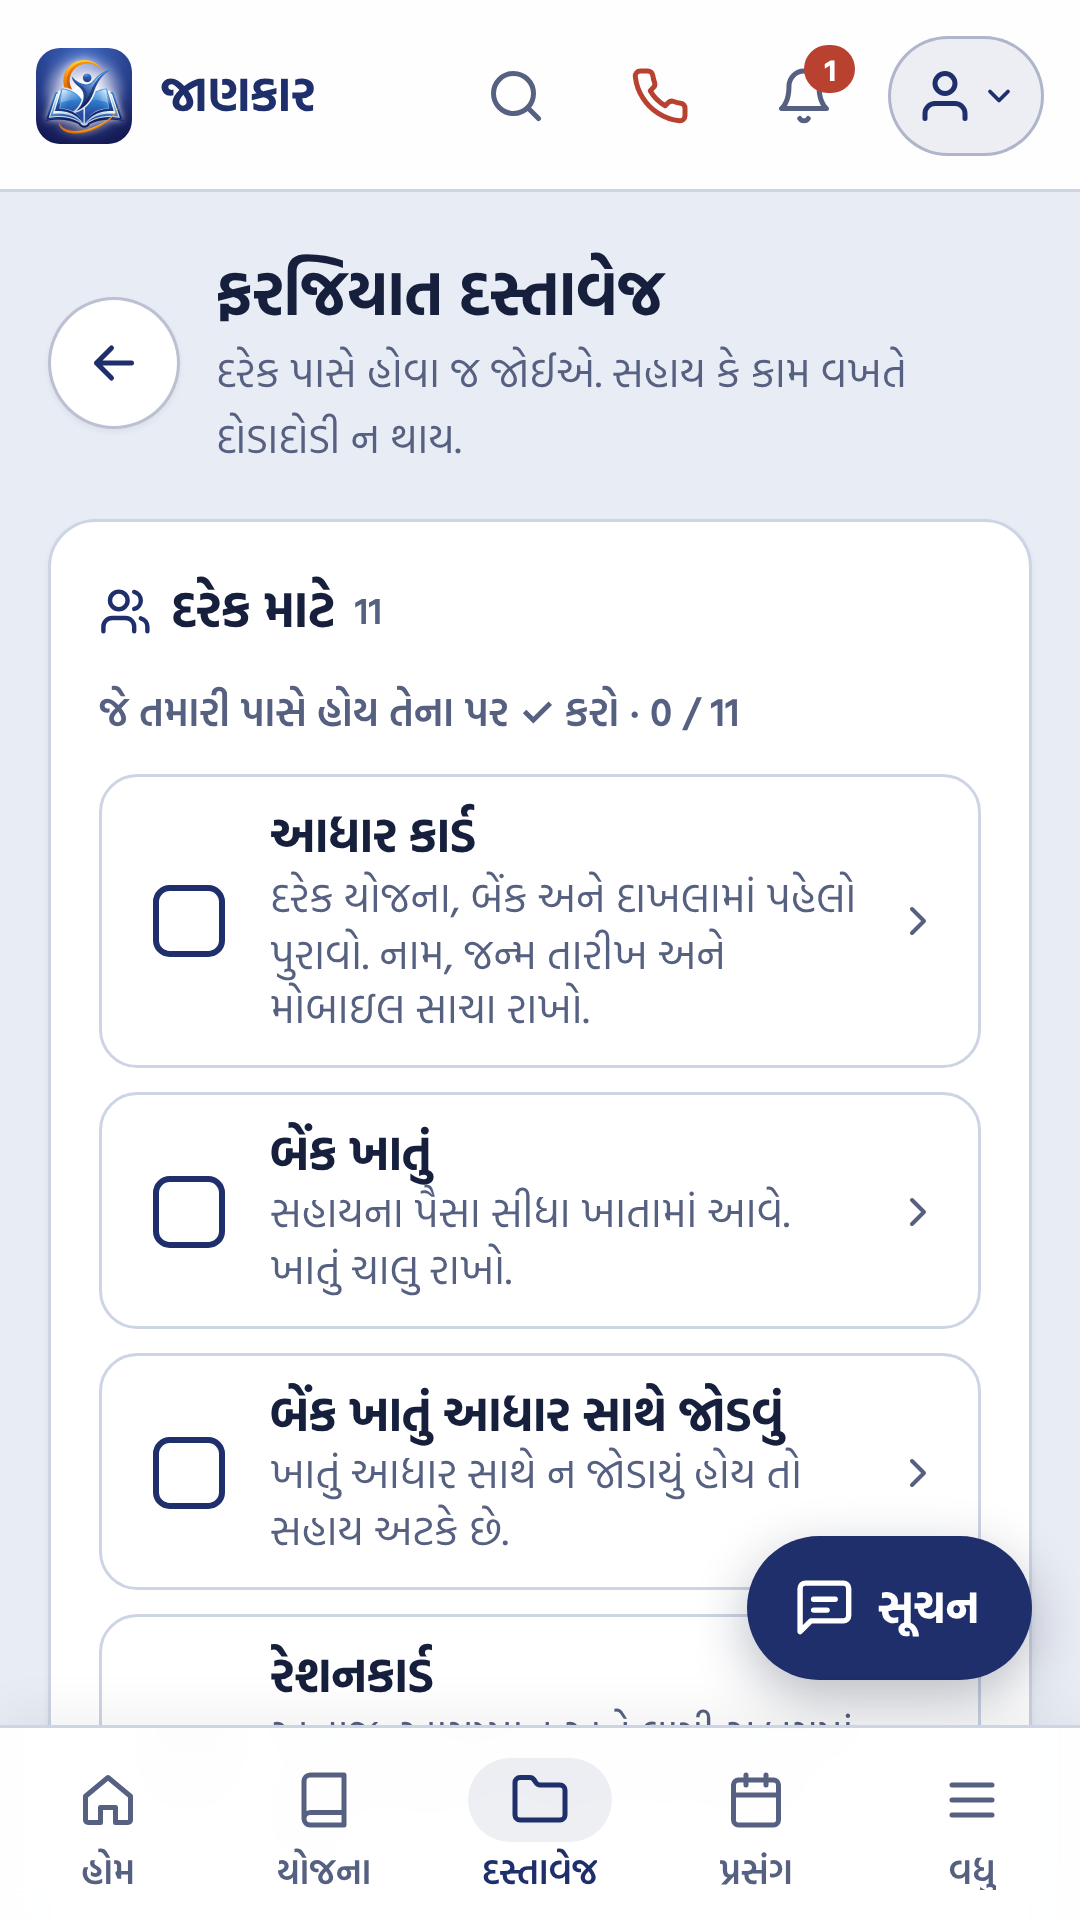 જાણકાર
1
ફરજિયાત દસ્તાવેજ
દરેક પાસે હોવા જ જોઈએ. સહાય કે કામ વખતે
દોડાદોડી ન થાય.
દરેક માટે 11
જે તમારી પાસે હોય તેના પર ✓ કરો · 0 / 11
આધાર કાર્ડ
દરેક યોજના, બેંક અને દાખલામાં પહેલો
પુરાવો. નામ, જન્મ તારીખ અને
મોબાઇલ સાચા રાખો.
બેંક ખાતું
સહાયના પૈસા સીધા ખાતામાં આવે.
ખાતું ચાલુ રાખો.
બેંક ખાતું આધાર સાથે જોડવું
ખાતું આધાર સાથે ન જોડાયું હોય તો
સહાય અટકે છે.
સૂચન
રેશનકાર્ડ
હોમ
યોજના
દસ્તાવેજ
પ્રસંગ
વધુ